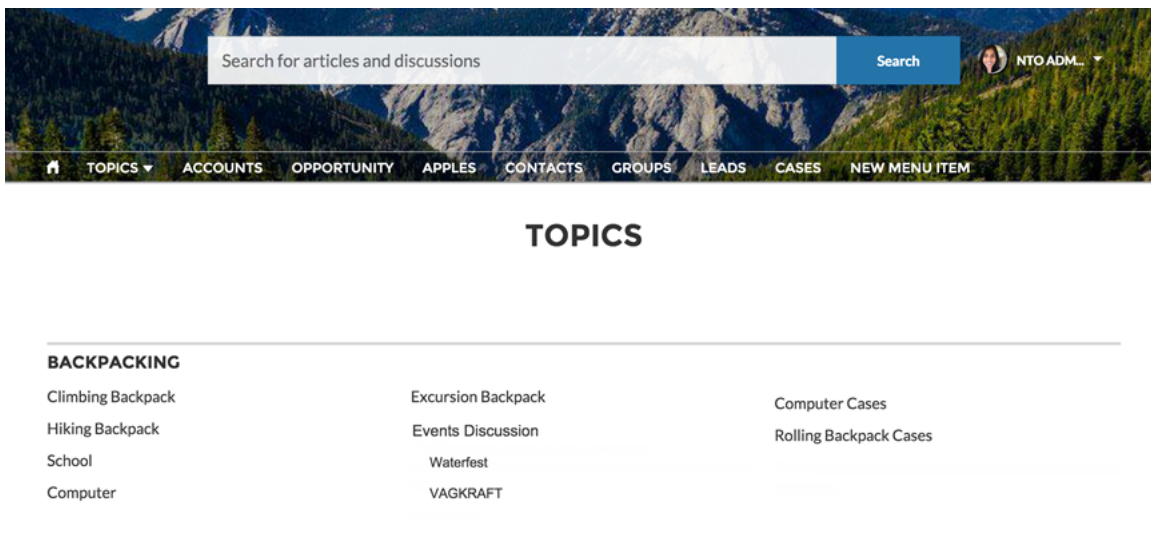 Search for articles and discussions
Search
NTO ADM...
TOPICS
ACCOUNTS
OPPORTUNITY
APPLES
CONTACTS
GROUPS
LEADS
CASES
NEW MENU ITEM
TOPICS
BACKPACKING
Climbing Backpack
Hiking Backpack
School
Computer
Excursion Backpack
Events Discussion
Waterfest
VAGKRAFT
Computer Cases
Rolling Backpack Cases